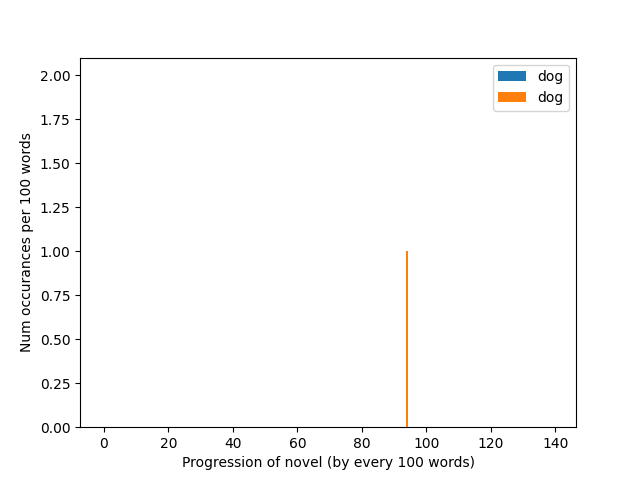 dog
dog
2.00
1.75
1.50
1.25
1.00
0.75
0.50
0.25
0.00
Num occurances per 100 words
0 20 40 60 80 100 120 140
Progression of novel (by every 100 words)